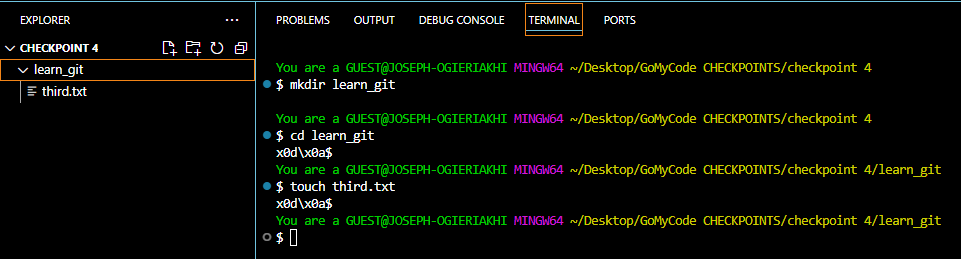 EXPLORER
···
PROBLEMS OUTPUT DEBUG CONSOLE TERMINAL PORTS
CHECKPOINT 4
learn_git
third.txt
You are a GUEST@JOSEPH-OGIERIAKHI MINGW64 ~/Desktop/GoMyCode CHECKPOINTS/checkpoint 4
$ mkdir learn_git
You are a GUEST@JOSEPH-OGIERIAKHI MINGW64 ~/Desktop/GoMyCode CHECKPOINTS/checkpoint 4
$ cd learn_git
x0d\x0a$
You are a GUEST@JOSEPH-OGIERIAKHI MINGW64 ~/Desktop/GoMyCode CHECKPOINTS/checkpoint 4/learn_git
$ touch third.txt
x0d\x0a$
You are a GUEST@JOSEPH-OGIERIAKHI MINGW64 ~/Desktop/GoMyCode CHECKPOINTS/checkpoint 4/learn_git
$